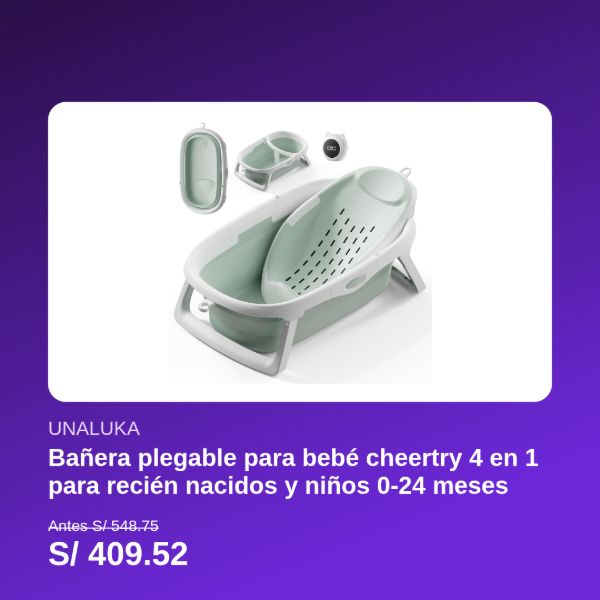 UNALUKA
Bañera plegable para bebé cheertry 4 en 1
para recién nacidos y niños 0-24 meses
Antes S/ 548.75
S/ 409.52